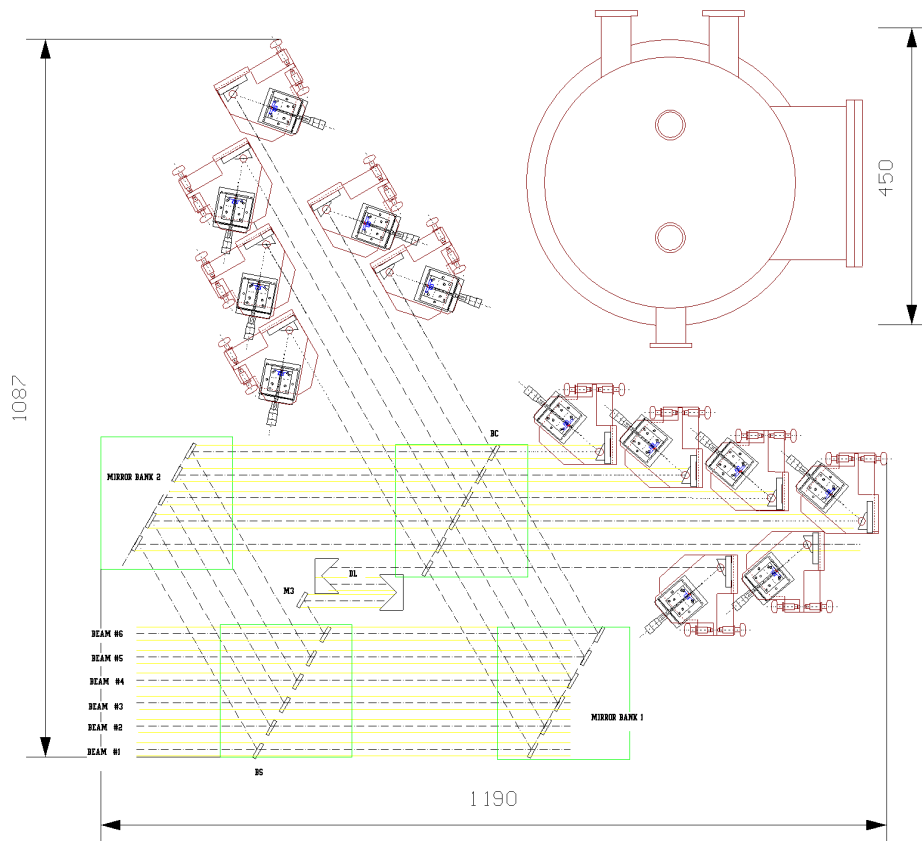 450
1087
BC
MIRROR BANK 2
DL
M3
BEAM #6
BEAM #5
BEAM #4
BEAM #3
BEAM #2
MIRROR BANK 1
BEAM #1
BS
1190